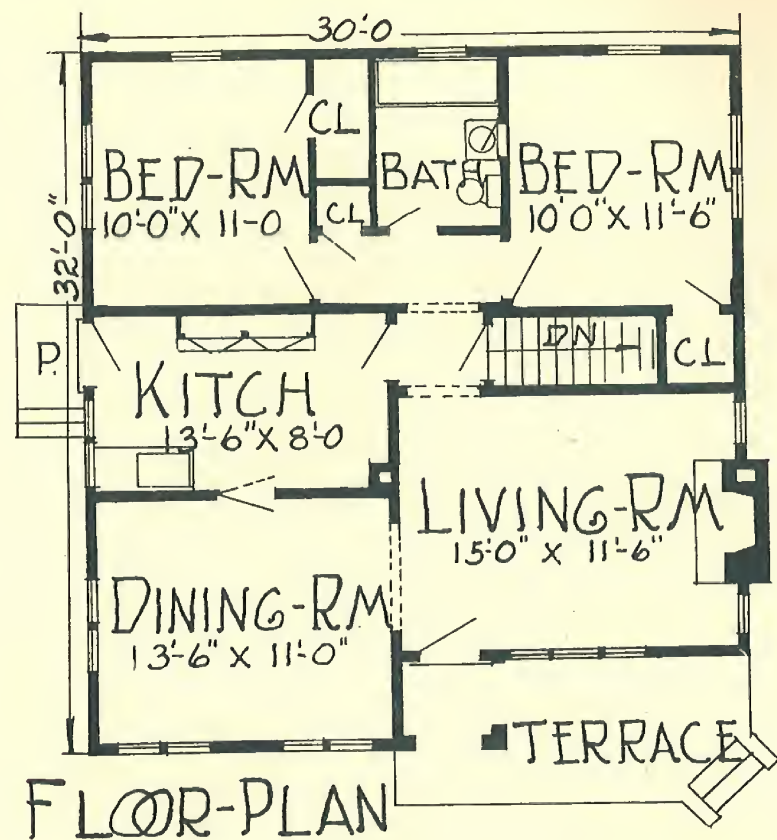 30'-0
CL
BED-RM
10'-0" X 11-0
BATH
BED-RM
10'0" X 11'-6"
CL
32'-0"
P.
DN
CL
KITCH
13'-6" X 8'-0
LIVING-RM
15'-0" X 11'-6"
DINING-RM
13'-6" X 11'-0"
TERRACE
FLOOR-PLAN